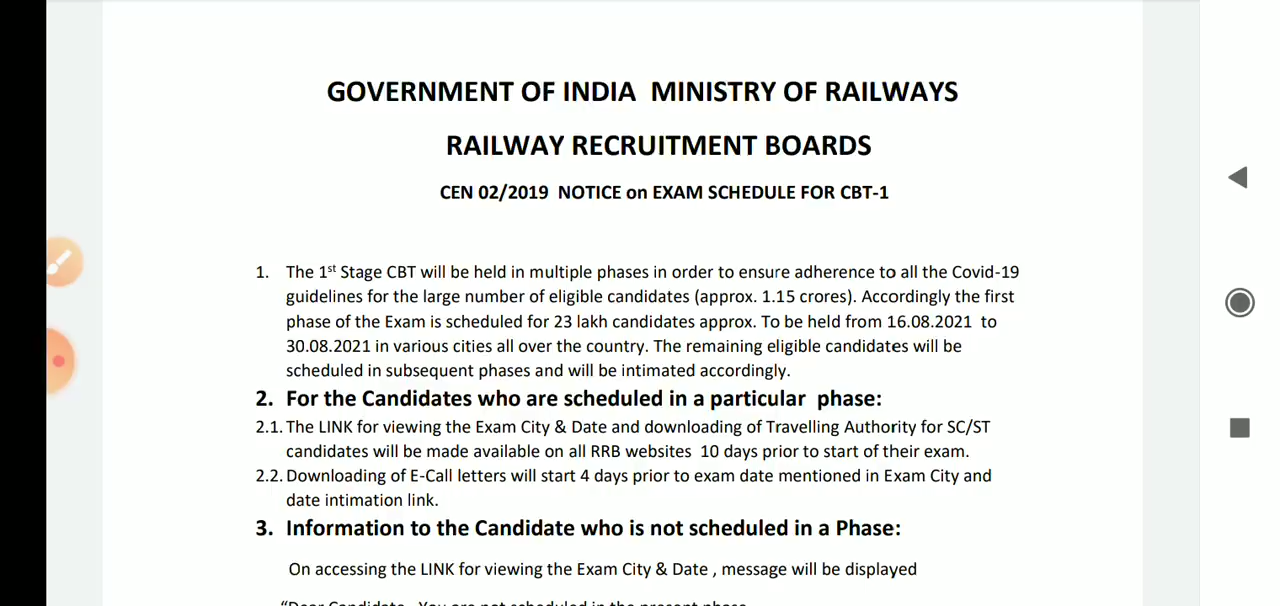 GOVERNMENT OF INDIA MINISTRY OF RAILWAYS
RAILWAY RECRUITMENT BOARDS
CEN 02/2019 NOTICE on EXAM SCHEDULE FOR CBT-1
1. The 1st Stage CBT will be held in multiple phases in order to ensure adherence to all the Covid-19
guidelines for the large number of eligible candidates (approx. 1.15 crores). Accordingly the first
phase of the Exam is scheduled for 23 lakh candidates approx. To be held from 16.08.2021 to
30.08.2021 in various cities all over the country. The remaining eligible candidates will be
scheduled in subsequent phases and will be intimated accordingly.
2. For the Candidates who are scheduled in a particular phase:
2.1. The LINK for viewing the Exam City & Date and downloading of Travelling Authority for SC/ST
candidates will be made available on all RRB websites 10 days prior to start of their exam.
2.2. Downloading of E-Call letters will start 4 days prior to exam date mentioned in Exam City and
date intimation link.
3. Information to the Candidate who is not scheduled in a Phase:
On accessing the LINK for viewing the Exam City & Date , message will be displayed
“Dear Candidate, You are not scheduled in the present phase